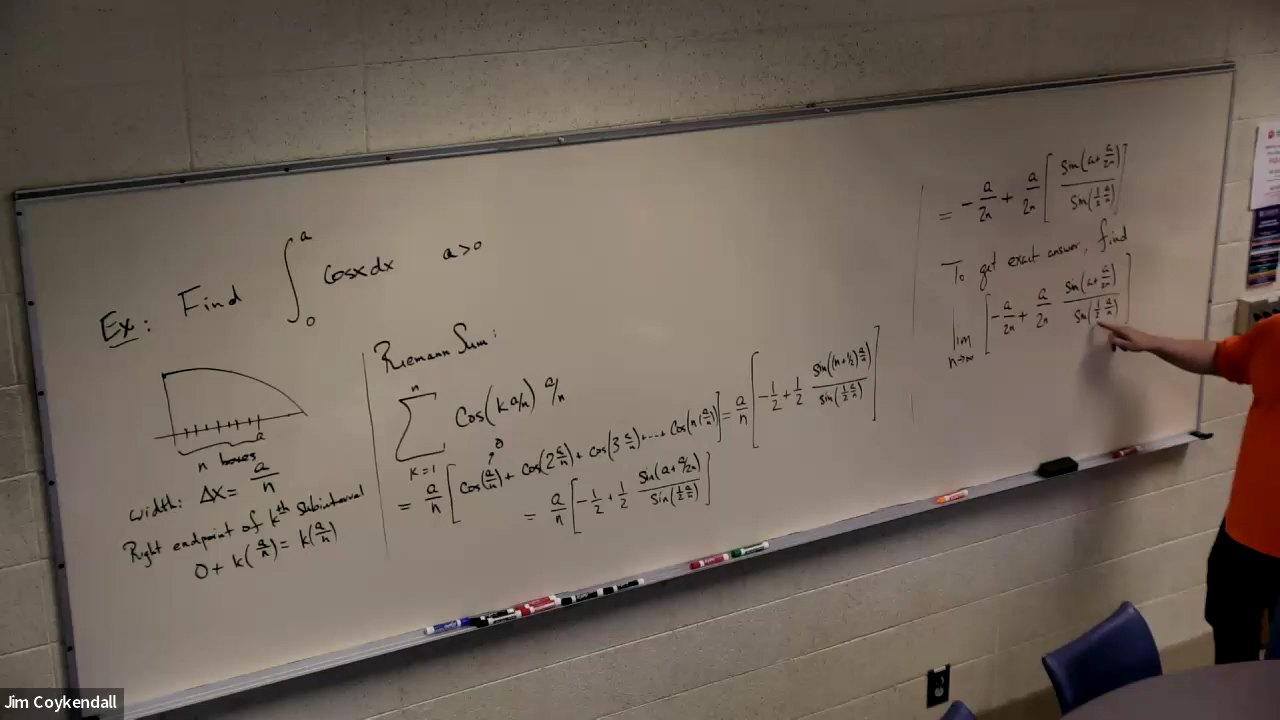 Ex: Find ∫₀ᵃ cosx dx   a>0
n boxes
a
width: Δx = a/n
Right endpoint of kᵗʰ subinterval
0 + k(a/n) = k(a/n)
Riemann Sum:
∑_{k=1}^{n} Cos(k a/n) a/n
= a/n [cos(a/n) + cos(2 a/n) + cos(3 a/n) + ... + cos(n(a/n))] = a/n [-1/2 + 1/2 sin((n+1/2) a/n) / sin(1/2 a/n)]
θ
= a/n [-1/2 + 1/2 sin(a + a/2n) / sin(1/2 a/n)]
= -a/2n + a/2n [sin(a + a/2n) / sin(1/2 a/n)]
To get exact answer, find
lim_{n→∞} [-a/2n + a/2n sin(a + a/2n) / sin(1/2 a/n)]
Jim Coykendall